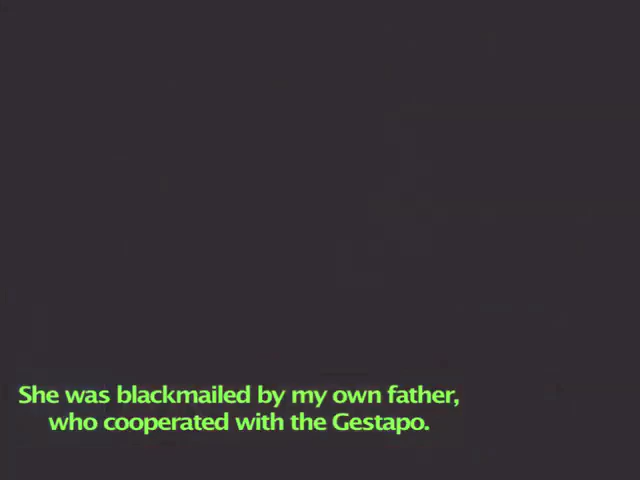 She was blackmailed by my own father,
who cooperated with the Gestapo.